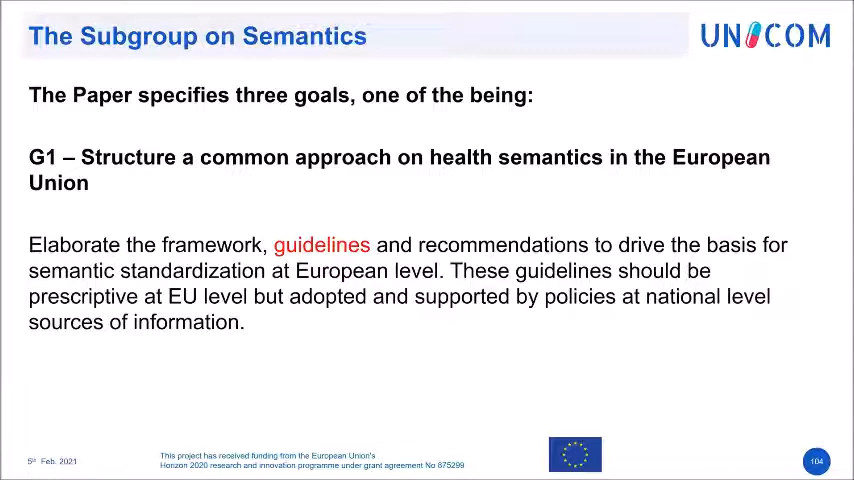 The Subgroup on Semantics
UNICOM
The Paper specifies three goals, one of the being:
G1 – Structure a common approach on health semantics in the European
Union
Elaborate the framework, guidelines and recommendations to drive the basis for
semantic standardization at European level. These guidelines should be
prescriptive at EU level but adopted and supported by policies at national level
sources of information.
5th Feb. 2021
This project has received funding from the European Union's
Horizon 2020 research and innovation programme under grant agreement No 875299
104